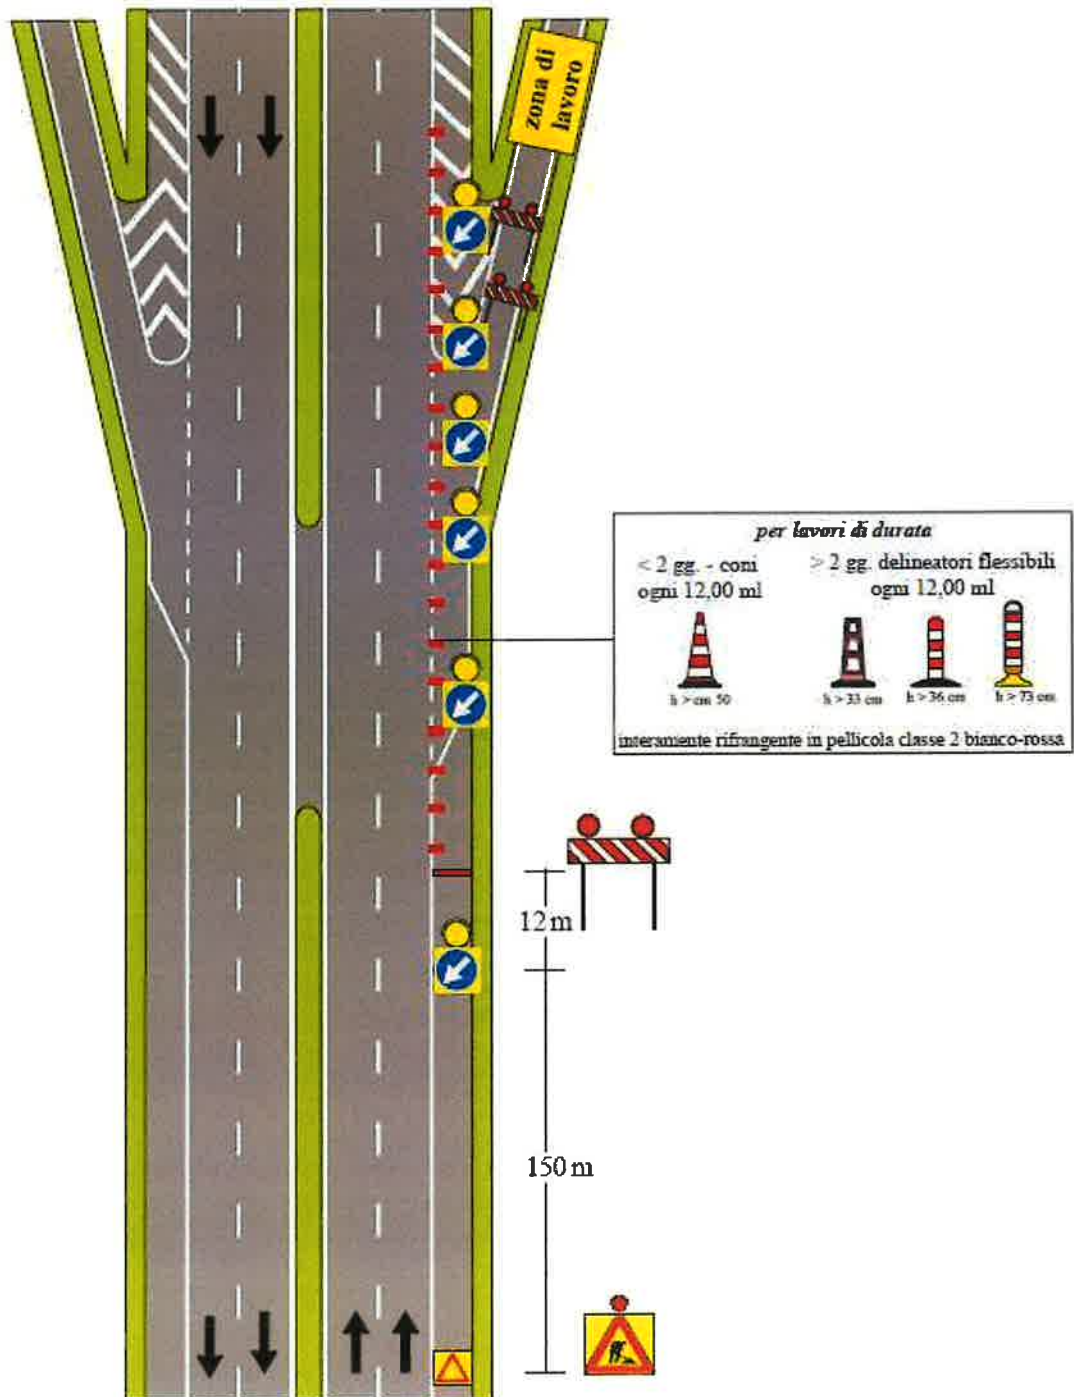 zona di
lavoro
per lavori di durata
< 2 gg. - coni
ogni 12,00 ml
> 2 gg. delineatori flessibili
ogni 12,00 ml
h > cm 50
h > 33 cm
h > 36 cm
h > 73 cm
interamente rifrangente in pellicola classe 2 bianco-rossa
12 m
150 m